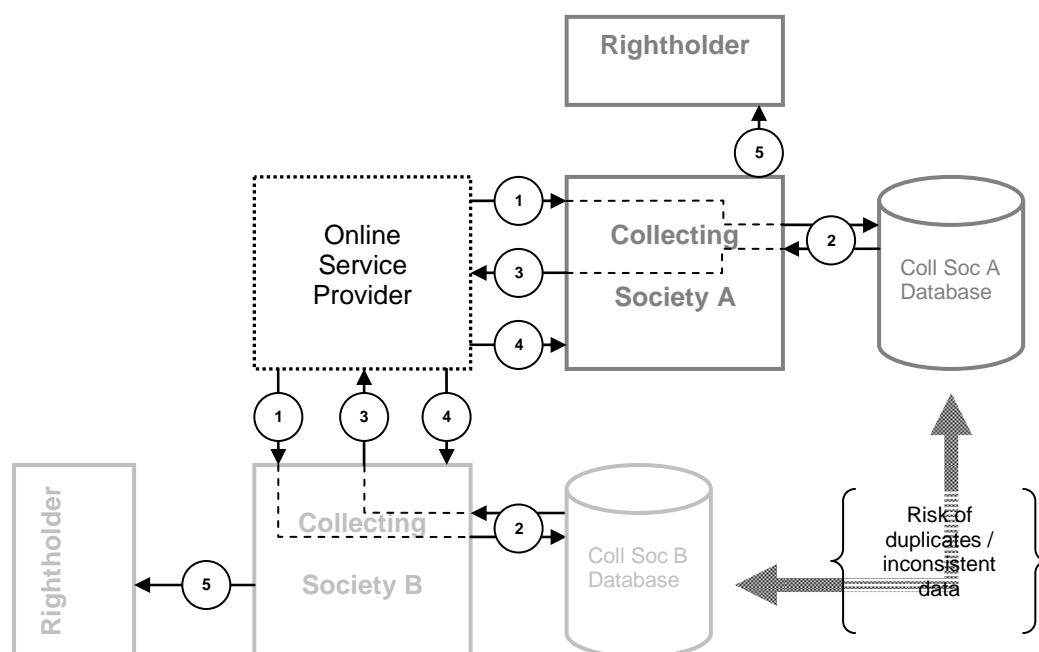 Rightholder
5
1
Online
Service
Provider
Collecting
2
3
Society A
Coll Soc A
Database
4
1
3
4
Rightholder
Collecting
2
Society B
Coll Soc B
Database
5
Risk of
duplicates /
inconsistent
data